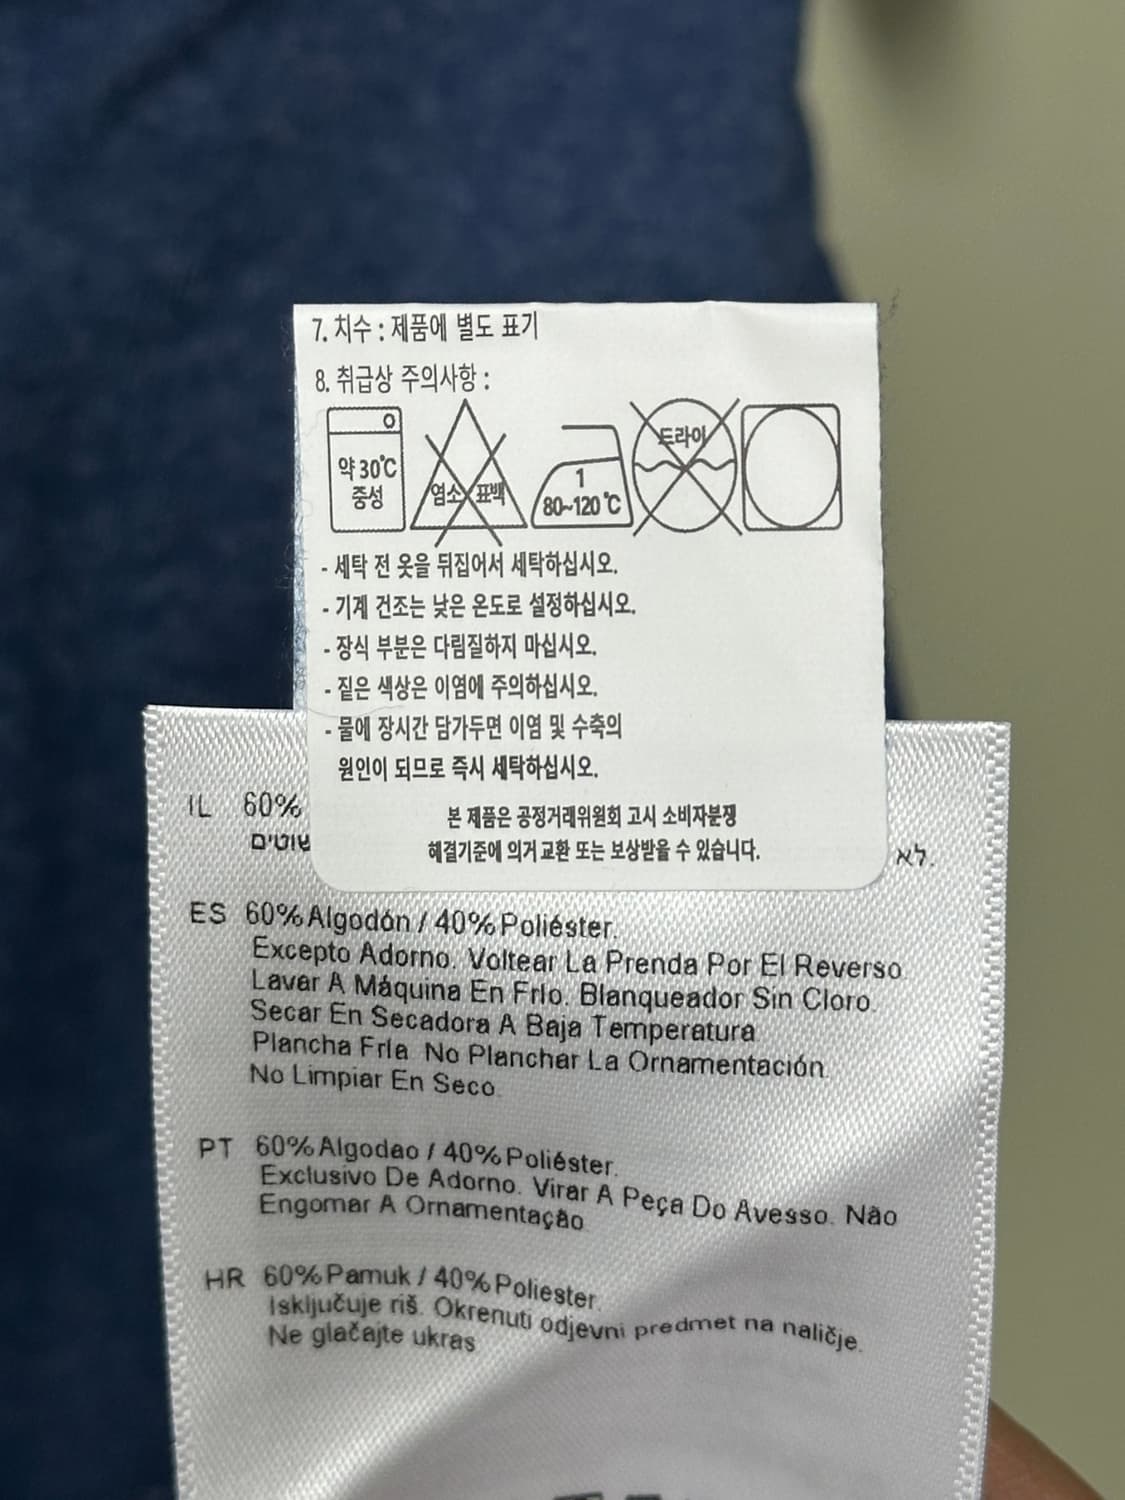 7. 치수 : 제품에 별도 표기
8. 취급상 주의사항 :
약 30℃
중성
염소 표백
1
80~120 ℃
드라이
- 세탁 전 옷을 뒤집어서 세탁하십시오.
- 기계 건조는 낮은 온도로 설정하십시오.
- 장식 부분은 다림질하지 마십시오.
- 짙은 색상은 이염에 주의하십시오.
- 물에 장시간 담가두면 이염 및 수축의
원인이 되므로 즉시 세탁하십시오.
본 제품은 공정거래위원회 고시 소비자분쟁
해결기준에 의거 교환 또는 보상받을 수 있습니다.
IL 60%
לא.
ES 60% Algodón / 40% Poliéster.
Excepto Adorno. Voltear La Prenda Por El Reverso
Lavar A Máquina En Frío. Blanqueador Sin Cloro.
Secar En Secadora A Baja Temperatura
Plancha Fría No Planchar La Ornamentación.
No Limpiar En Seco.
PT 60% Algodao / 40% Poliéster.
Exclusivo De Adorno. Virar A Peça Do Avesso. Não
Engomar A Ornamentação
HR 60% Pamuk / 40% Poliester.
Isključuje riš. Okrenuti odjevni predmet na naličje.
Ne glačajte ukras